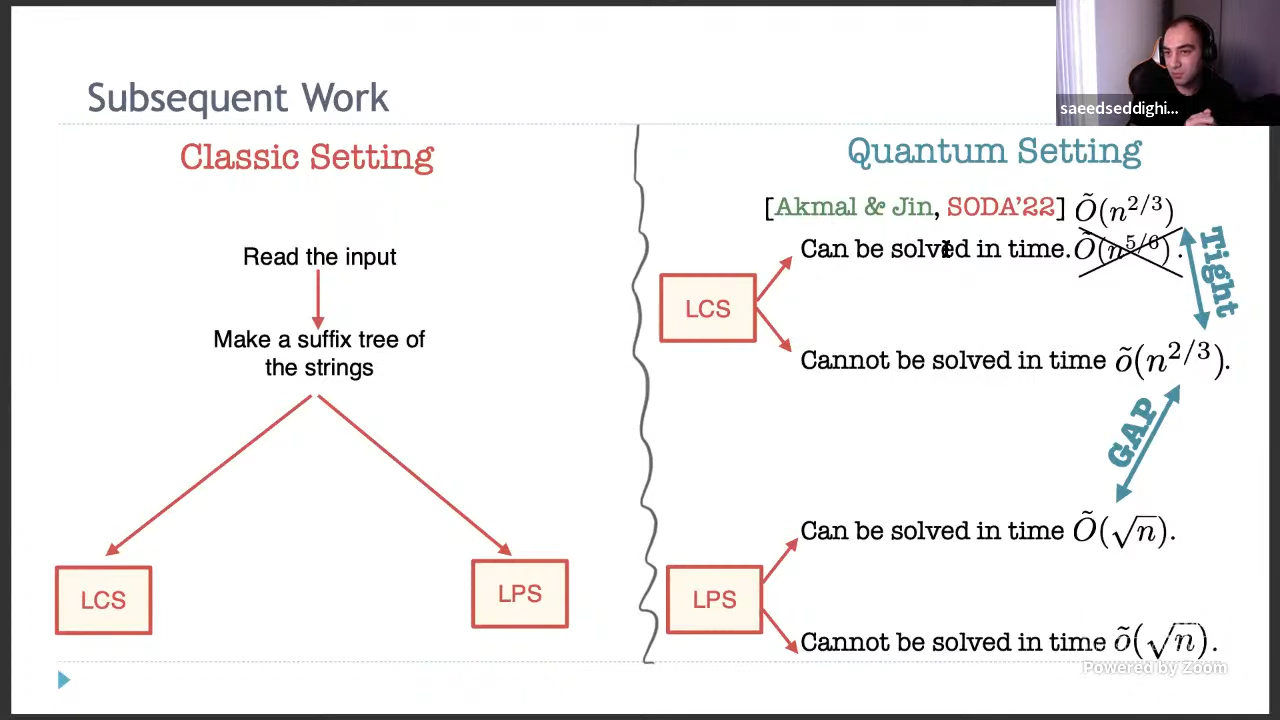 Subsequent Work
saeedseddighi...
Classic Setting
Read the input
Make a suffix tree of
the strings
LCS
LPS
Quantum Setting
[Akmal & Jin, SODA'22] Õ(n^{2/3})
Can be solved in time. Õ(n^{5/6}).
LCS
Tight
Cannot be solved in time õ(n^{2/3}).
GAP
Can be solved in time Õ(√n).
LPS
Cannot be solved in time õ(√n).
Powered by Zoom